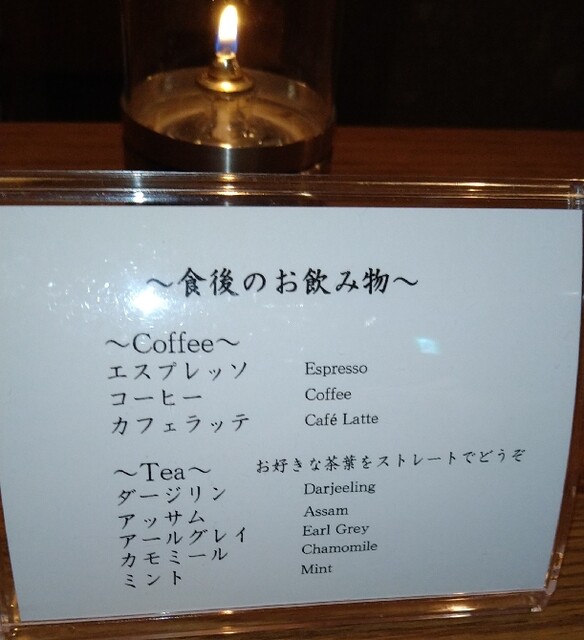 ～食後のお飲み物～
～Coffee～
エスプレッソ Espresso
コーヒー Coffee
カフェラッテ Café Latte
～Tea～ お好きな茶葉をストレートでどうぞ
ダージリン Darjeeling
アッサム Assam
アールグレイ Earl Grey
カモミール Chamomile
ミント Mint